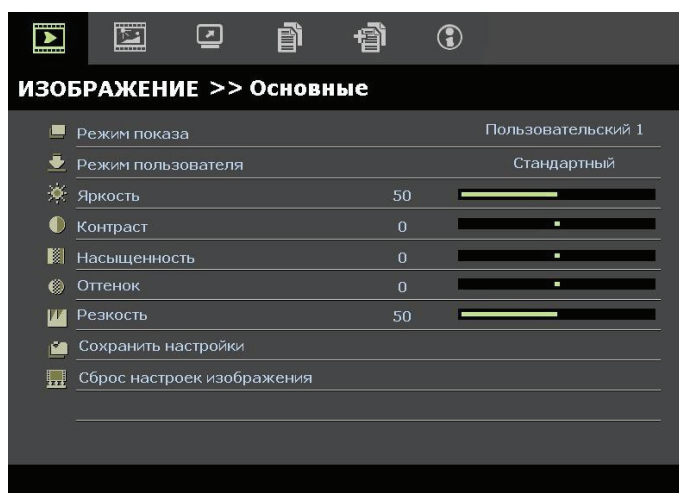 ИЗОБРАЖЕНИЕ >> Основные
Режим показа Пользовательский 1
Режим пользователя Стандартный
Яркость 50
Контраст 0
Насыщенность 0
Оттенок 0
Резкость 50
Сохранить настройки
Сброс настроек изображения